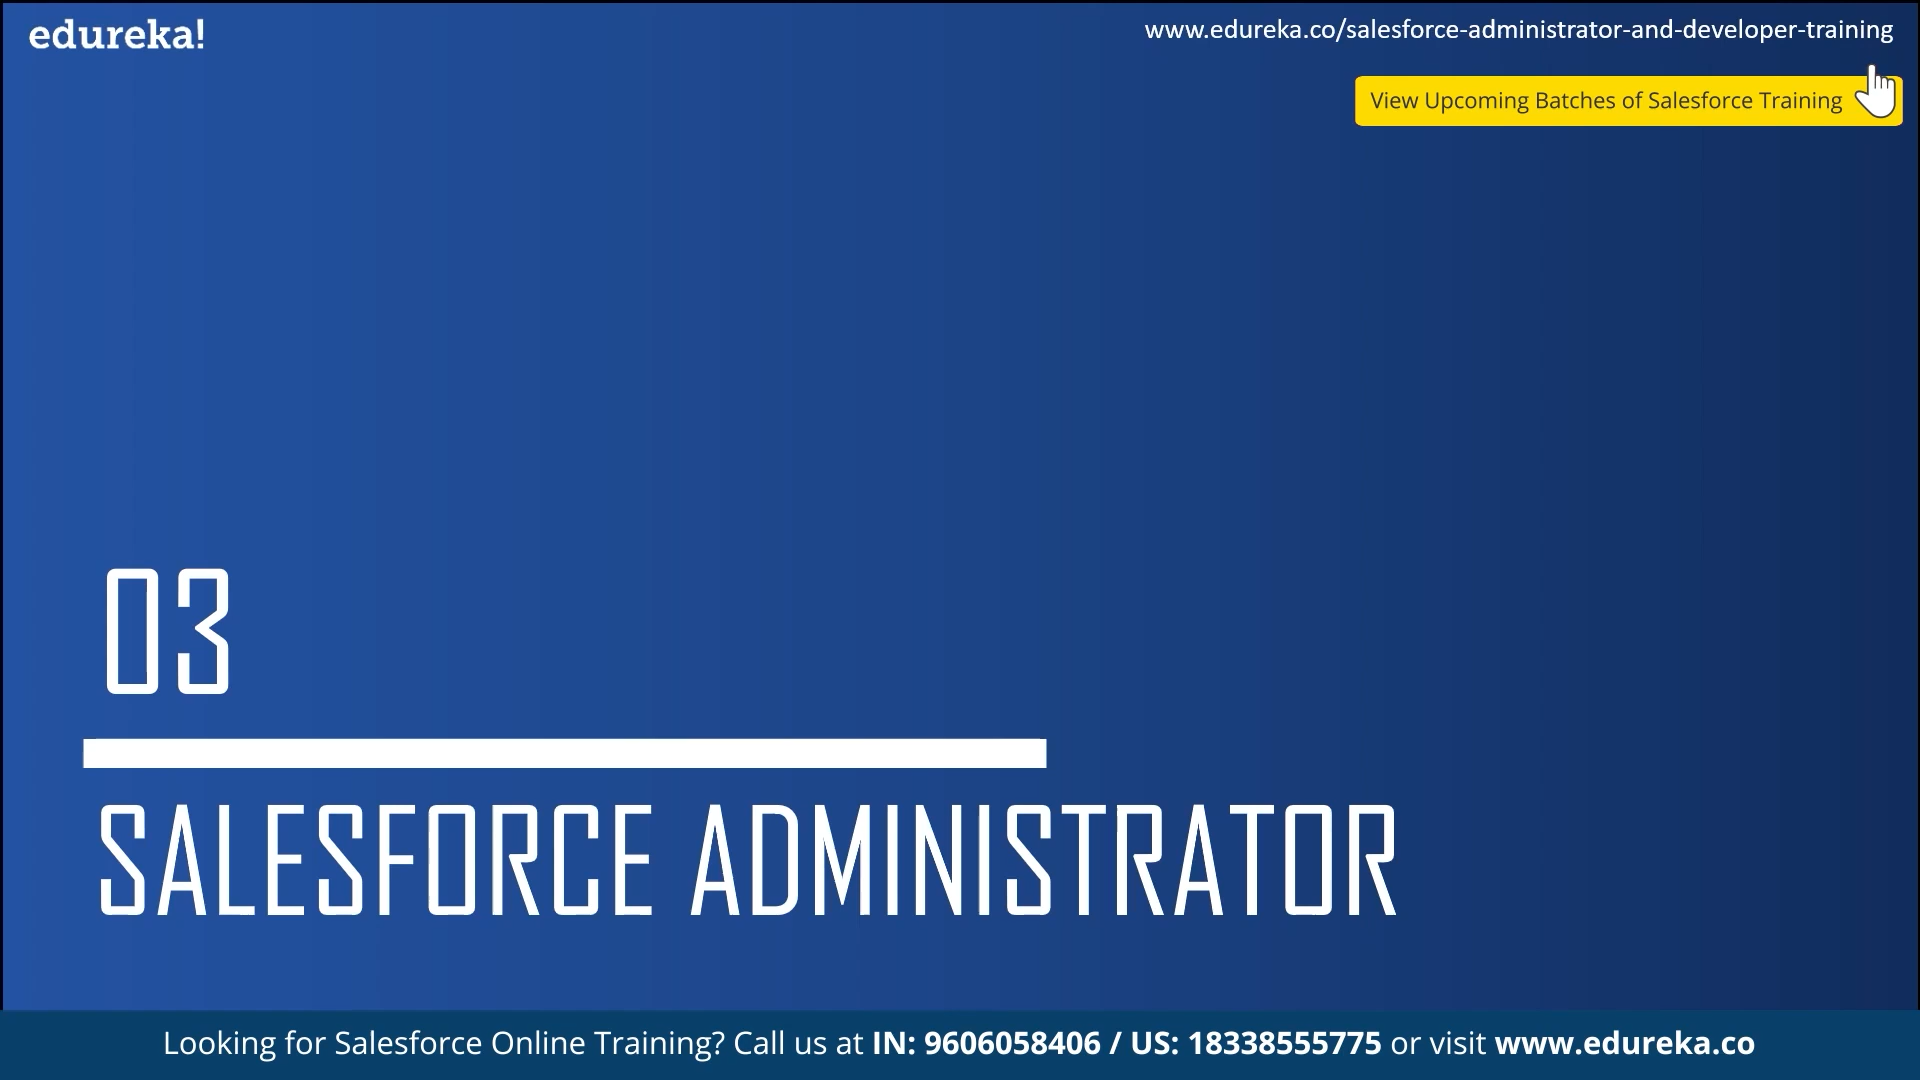 edureka!
www.edureka.co/salesforce-administrator-and-developer-training
View Upcoming Batches of Salesforce Training
03
SALESFORCE ADMINISTRATOR
Looking for Salesforce Online Training? Call us at IN: 9606058406 / US: 18338555775 or visit www.edureka.co